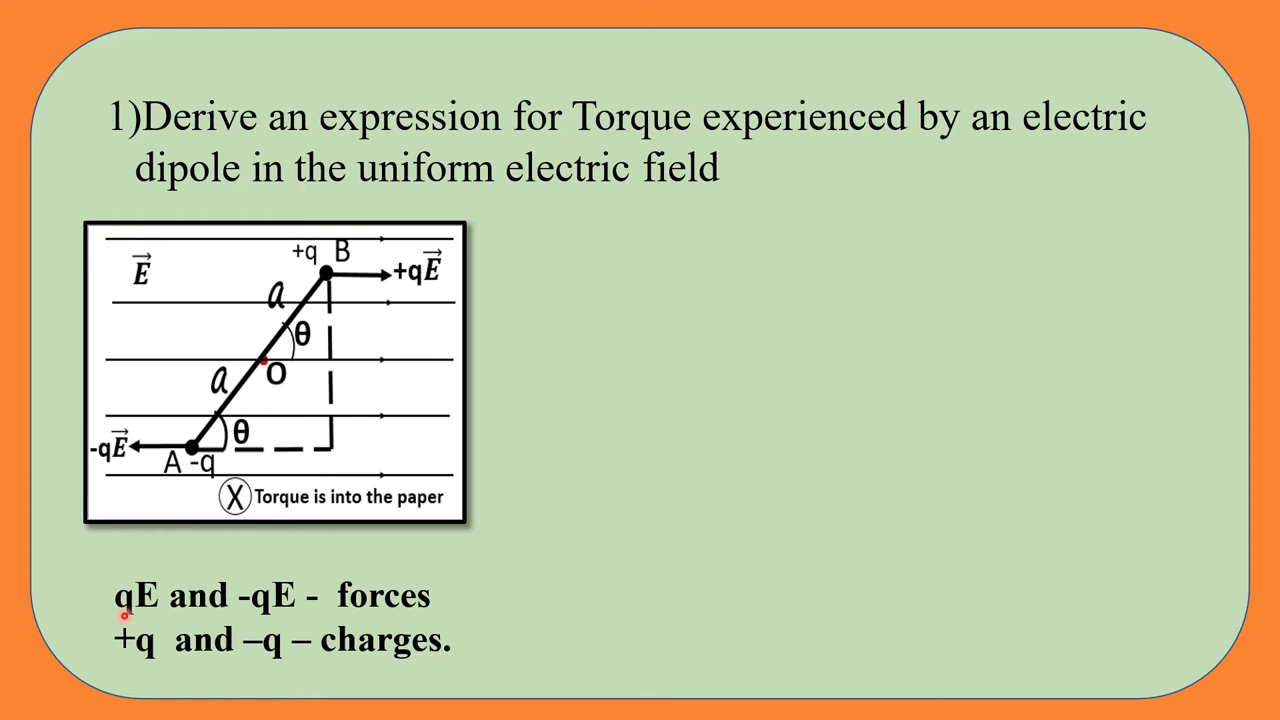 1)Derive an expression for Torque experienced by an electric
dipole in the uniform electric field
+q B
E⃗
+qE⃗
a
θ
O
a
θ
-qE⃗
A -q
X Torque is into the paper
qE and -qE - forces
+q and –q – charges.